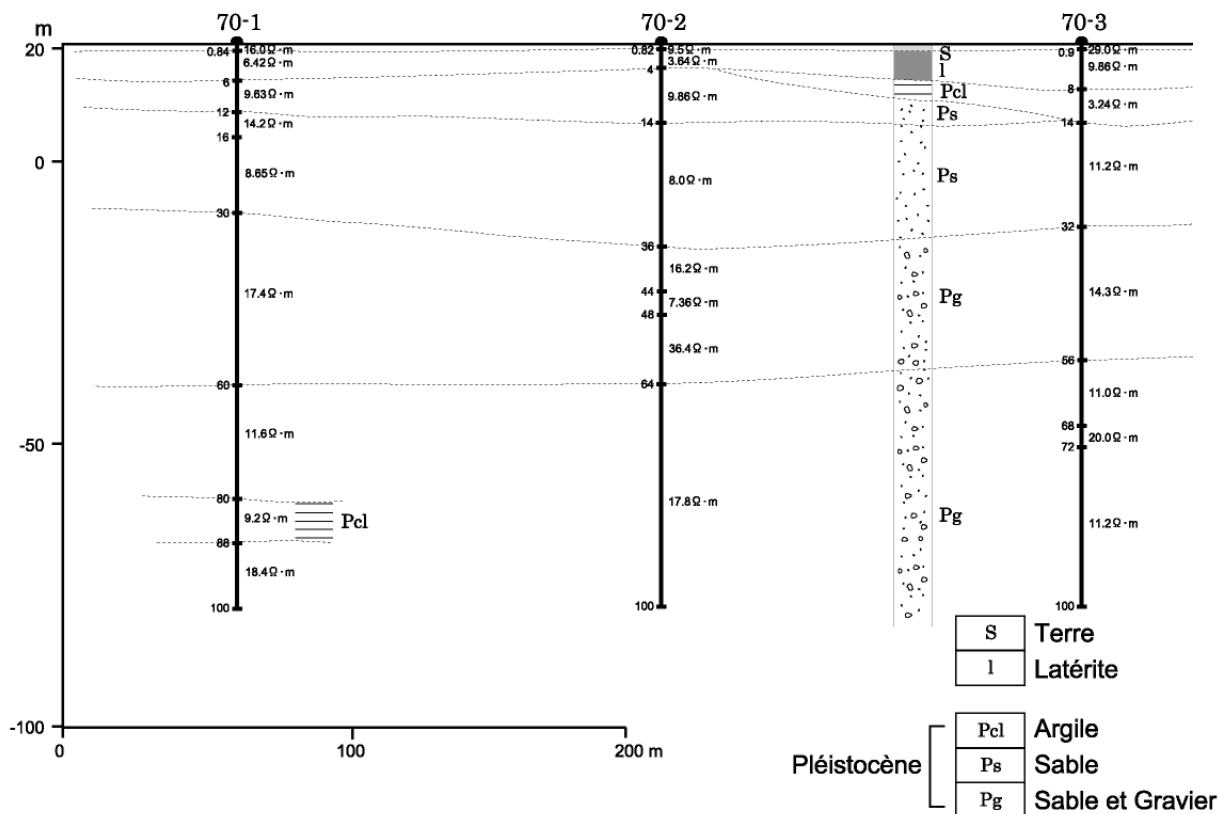 m
70-1
70-2
70-3
20
0
-50
-100
0
100
200 m
0.84
16.0Ω·m
6.42Ω·m
6
9.63Ω·m
12
14.2Ω·m
16
8.65Ω·m
30
17.4Ω·m
60
11.6Ω·m
80
9.2Ω·m
88
18.4Ω·m
100
Pcl
0.82
9.5Ω·m
3.64Ω·m
4
9.86Ω·m
14
8.0Ω·m
36
16.2Ω·m
44
7.36Ω·m
48
36.4Ω·m
64
17.8Ω·m
100
S
l
Pcl
Ps
Ps
Pg
Pg
0.9
29.0Ω·m
9.86Ω·m
8
3.24Ω·m
14
11.2Ω·m
32
14.3Ω·m
56
11.0Ω·m
68
20.0Ω·m
72
11.2Ω·m
100
S Terre
l Latérite
Pléistocène
Pcl Argile
Ps Sable
Pg Sable et Gravier